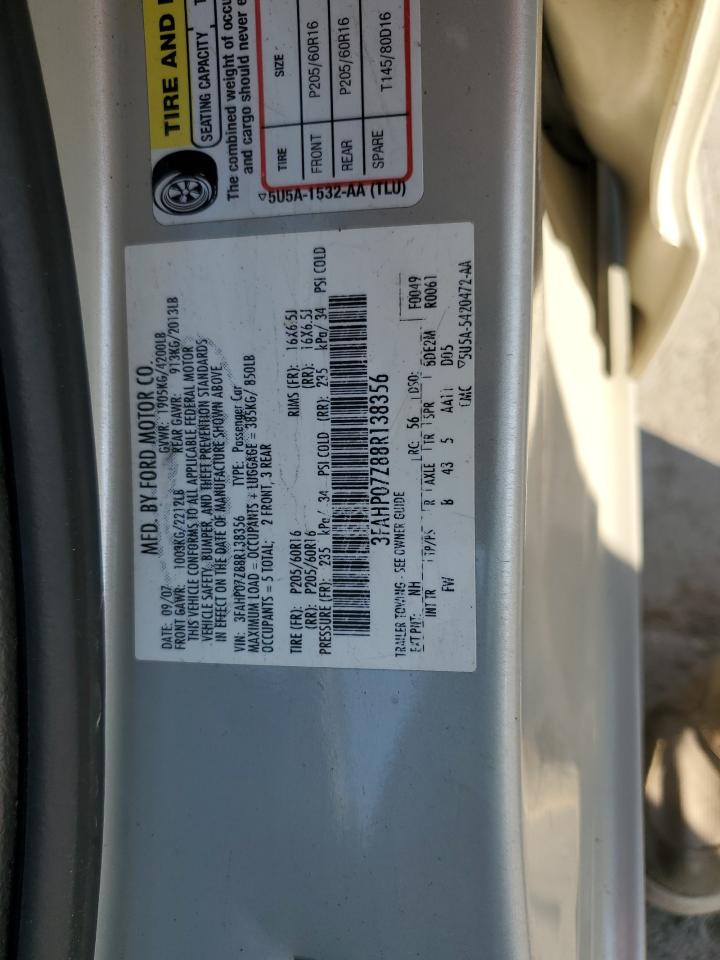 TIRE AND
SEATING CAPACITY
The combined weight of occu
and cargo should never e
TIRE SIZE
FRONT P205/60R16
REAR P205/60R16
SPARE T145/80D16
5U5A-1532-AA (TLU)
MFD. BY FORD MOTOR CO.
DATE: 09/07 GVWR: 1905KG/4200LB
FRONT GAWR: 1003KG/2212LB REAR GAWR: 913KG/2013LB
THIS VEHICLE CONFORMS TO ALL APPLICABLE FEDERAL MOTOR
VEHICLE SAFETY, BUMPER, AND THEFT PREVENTION STANDARDS
IN EFFECT ON THE DATE OF MANUFACTURE SHOWN ABOVE
VIN: 3FAHP07Z88R138356 TYPE: Passenger Car
MAXIMUM LOAD = OCCUPANTS + LUGGAGE = 385KG/ 850LB
OCCUPANTS = 5 TOTAL: 2 FRONT, 3 REAR
TIRE (FR): P205/60R16 RIMS (FR): 16X6.5J
(RR): P205/60R16 (RR): 16X6.5J
PRESSURE (FR): 235 kPa/ 34 PSI COLD (RR): 235 kPa/ 34 PSI COLD
3FAHP07Z88R138356
TRAILER TOWING - SEE OWNER GUIDE
EXT PNT: NH RC: 56 DSO: F0049
INT TR TP/PS R AXLE TR SPR 6DE2M R0061
FW B 43 5 AA11 D05
CMC 5U5A-5420472-AA